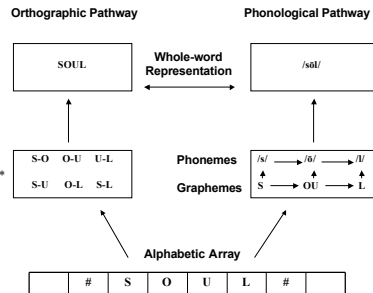 Orthographic Pathway
Phonological Pathway
SOUL
Whole-word
Representation
/sōl/
S-O O-U U-L
S-U O-L S-L
*
Phonemes
Graphemes
/s/ /ō/ /l/
S OU L
Alphabetic Array
# S O U L #